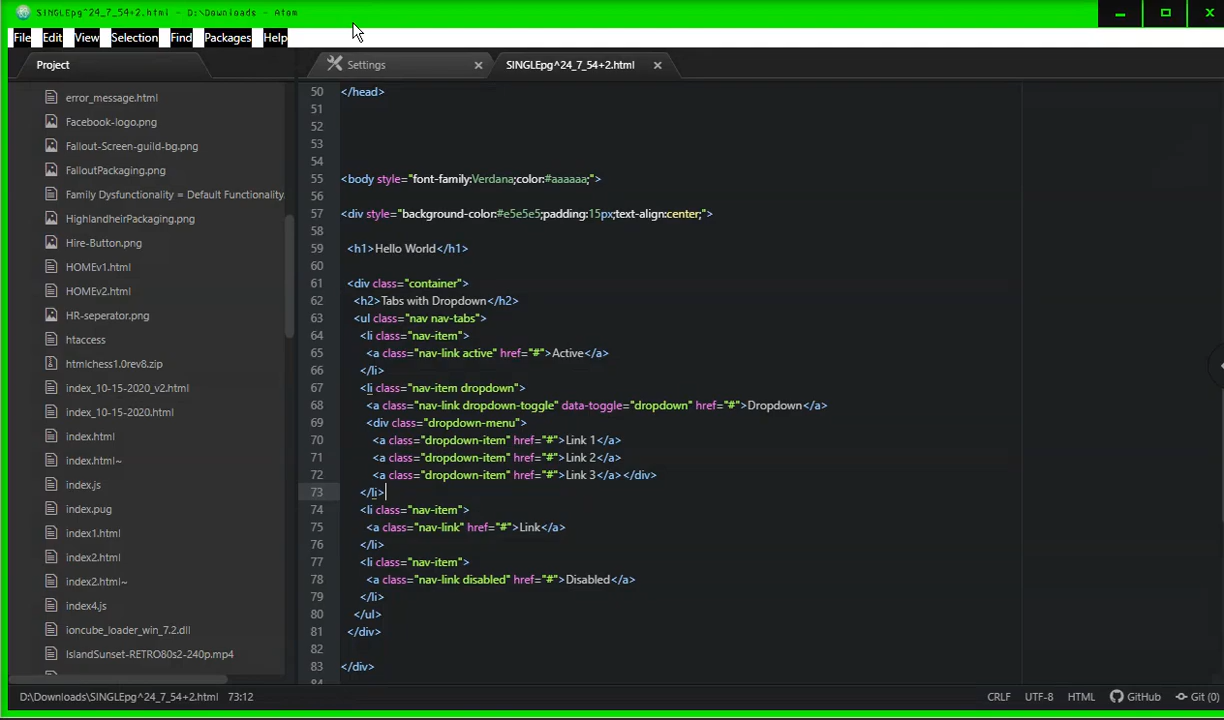 SINGLEpg^24_7_54+2.html - D:\Downloads - Atom
File Edit View Selection Find Packages Help
Project
Settings
SINGLEpg^24_7_54+2.html
error_message.html
Facebook-logo.png
Fallout-Screen-guild-bg.png
FalloutPackaging.png
Family Dysfunctionality = Default Functionality.
HighlandheirPackaging.png
Hire-Button.png
HOMEv1.html
HOMEv2.html
HR-seperator.png
htaccess
htmlchess1.0rev8.zip
index_10-15-2020_v2.html
index_10-15-2020.html
index.html
index.html~
index.js
index.pug
index1.html
index2.html
index2.html~
index4.js
ioncube_loader_win_7.2.dll
IslandSunset-RETRO80s2-240p.mp4
50 </head>
51
52
53
54
55 <body style="font-family:Verdana;color:#aaaaaa;">
56
57 <div style="background-color:#e5e5e5;padding:15px;text-align:center;">
58
59 <h1>Hello World</h1>
60
61 <div class="container">
62 <h2>Tabs with Dropdown</h2>
63 <ul class="nav nav-tabs">
64 <li class="nav-item">
65 <a class="nav-link active" href="#">Active</a>
66 </li>
67 <li class="nav-item dropdown">
68 <a class="nav-link dropdown-toggle" data-toggle="dropdown" href="#">Dropdown</a>
69 <div class="dropdown-menu">
70 <a class="dropdown-item" href="#">Link 1</a>
71 <a class="dropdown-item" href="#">Link 2</a>
72 <a class="dropdown-item" href="#">Link 3</a></div>
73 </li>
74 <li class="nav-item">
75 <a class="nav-link" href="#">Link</a>
76 </li>
77 <li class="nav-item">
78 <a class="nav-link disabled" href="#">Disabled</a>
79 </li>
80 </ul>
81 </div>
82
83 </div>
84
D:\Downloads\SINGLEpg^24_7_54+2.html 73:12 CRLF UTF-8 HTML GitHub Git (0)